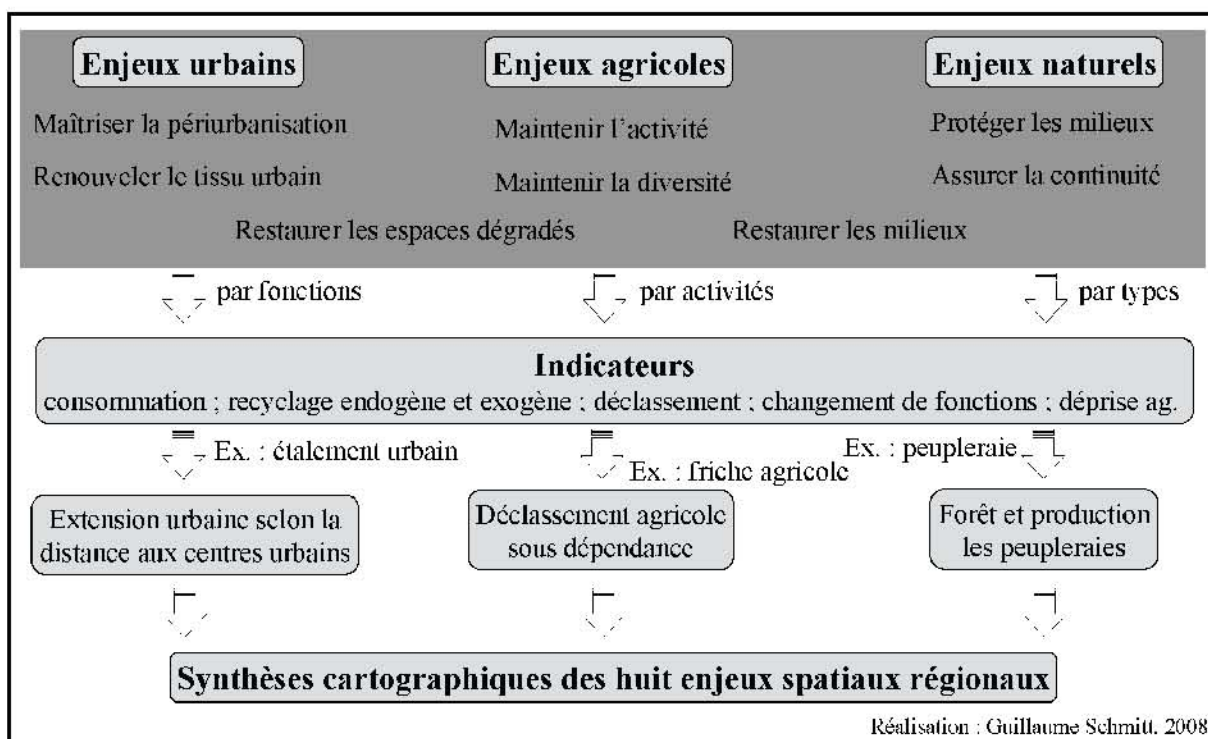 Enjeux urbains
Enjeux agricoles
Enjeux naturels
Maîtriser la périurbanisation
Maintenir l'activité
Protéger les milieux
Renouveler le tissu urbain
Maintenir la diversité
Assurer la continuité
Restaurer les espaces dégradés
Restaurer les milieux
par fonctions
par activités
par types
Indicateurs
consommation ; recyclage endogène et exogène ; déclassement ; changement de fonctions ; déprise ag.
Ex. : étalement urbain
Ex. : friche agricole
Ex. : peupleraie
Extension urbaine selon la
distance aux centres urbains
Déclassement agricole
sous dépendance
Forêt et production
les peupleraies
Synthèses cartographiques des huit enjeux spatiaux régionaux
Réalisation : Guillaume Schmitt. 2008